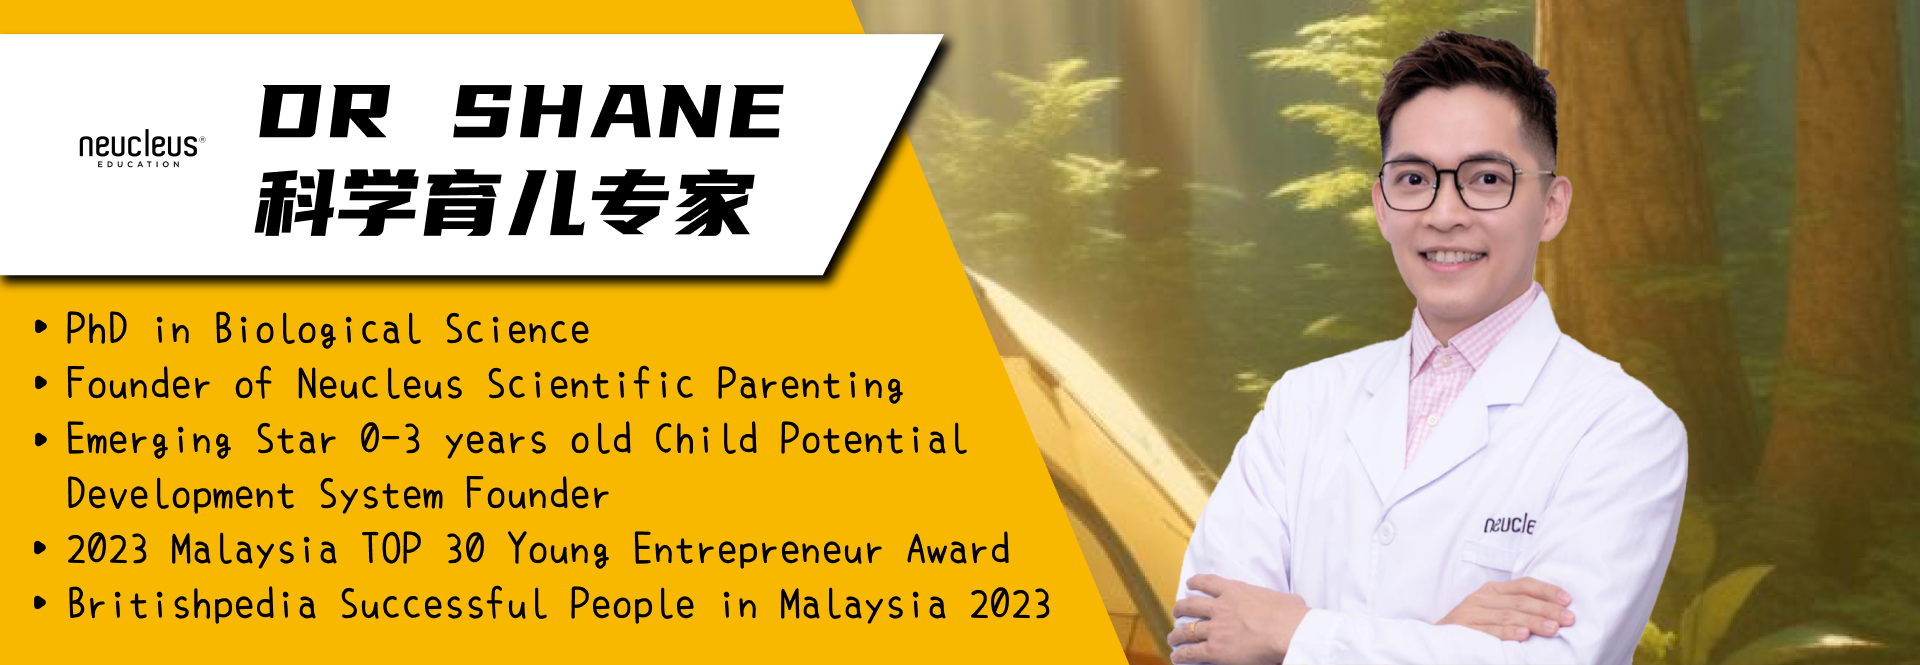 neucleus®
EDUCATION
DR SHANE
科学育儿专家
• PhD in Biological Science
• Founder of Neucleus Scientific Parenting
• Emerging Star 0-3 years old Child Potential
Development System Founder
• 2023 Malaysia TOP 30 Young Entrepreneur Award
• Britishpedia Successful People in Malaysia 2023
neucle